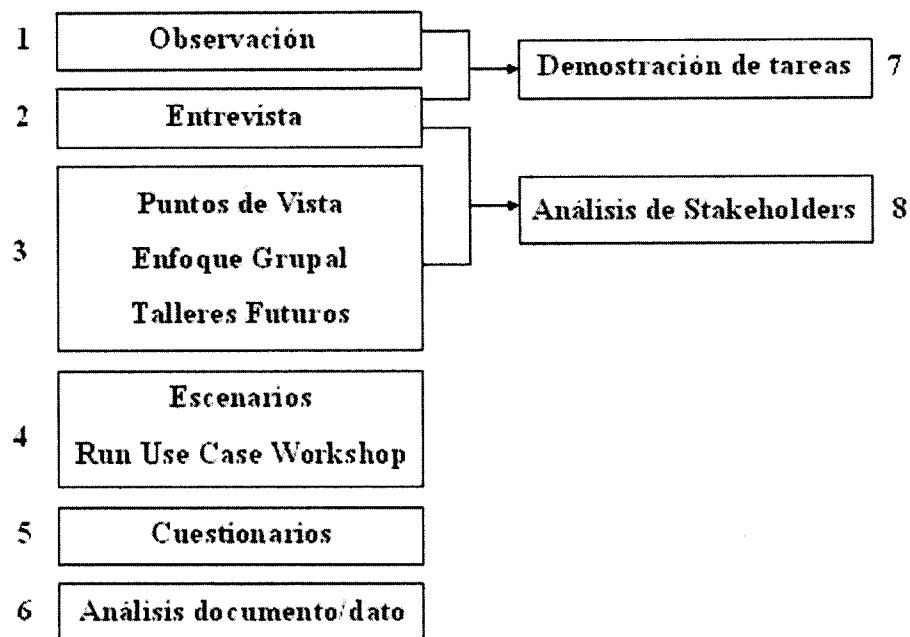 1 Observación
Demostración de tareas 7
2 Entrevista
Análisis de Stakeholders 8
3
Puntos de Vista
Enfoque Grupal
Talleres Futuros
4
Escenarios
Run Use Case Workshop
5 Cuestionarios
6 Análisis documento/dato